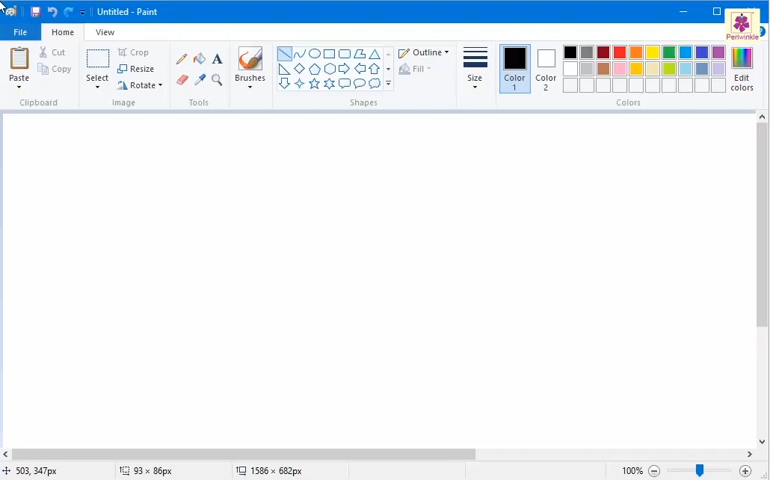 Untitled - Paint
Periwinkle
File Home View
Paste
Cut
Copy
Clipboard
Select
Crop
Resize
Rotate
Image
A
Tools
Brushes
Shapes
Outline
Fill
Size
Color 1
Color 2
Edit colors
Colors
503, 347px
93 × 86px
1586 × 682px
100%